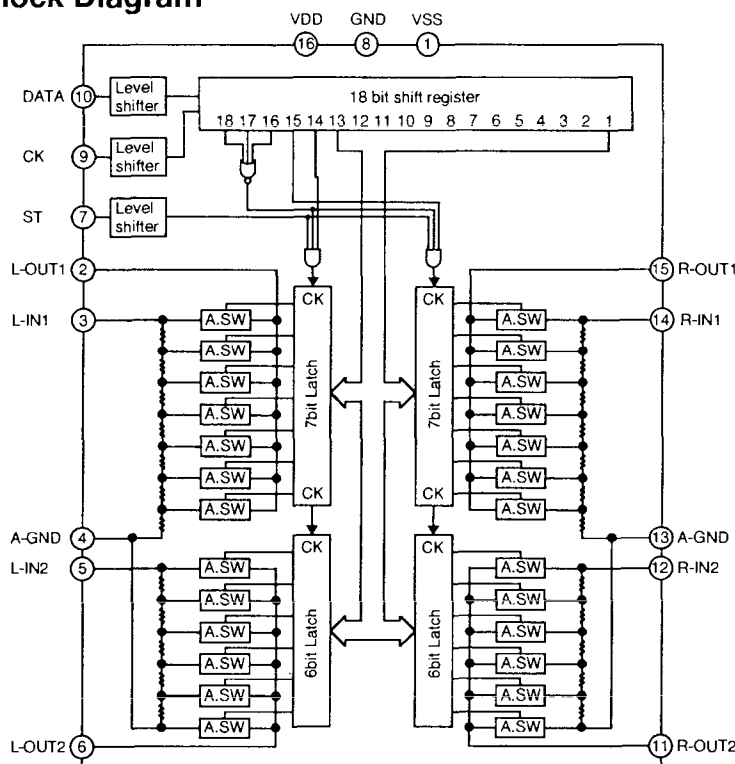 lock Diagram
VDD GND VSS
16 8 1
DATA 10 Level shifter
18 bit shift register
18 17 16 15 14 13 12 11 10 9 8 7 6 5 4 3 2 1
CK 9 Level shifter
ST 7 Level shifter
L-OUT1 2
15 R-OUT1
L-IN1 3
14 R-IN1
CK CK
A.SW A.SW
A.SW A.SW
A.SW A.SW
A.SW 7bit Latch 7bit Latch A.SW
A.SW A.SW
A.SW A.SW
A.SW CK CK A.SW
A-GND 4
13 A-GND
CK CK
L-IN2 5 A.SW A.SW 12 R-IN2
A.SW A.SW
A.SW A.SW
A.SW 6bit Latch 6bit Latch A.SW
A.SW A.SW
A.SW A.SW
L-OUT2 6
11 R-OUT2